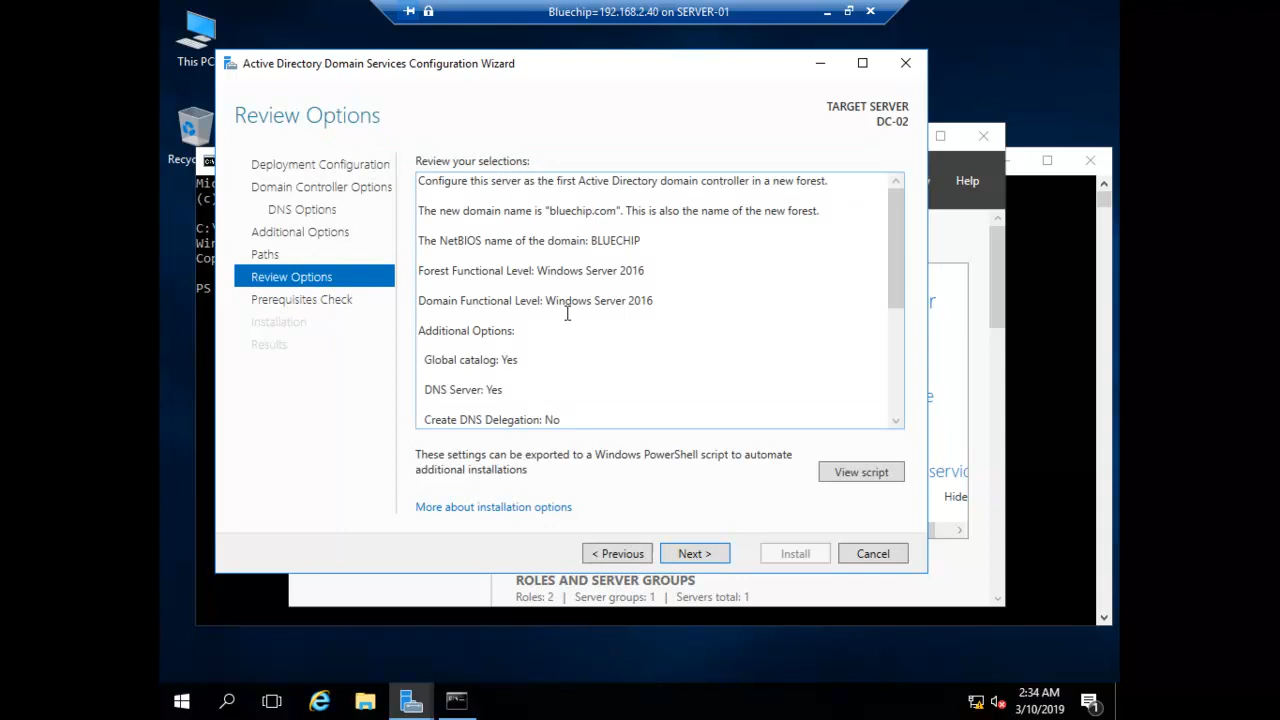 Bluechip=192.168.2.40 on SERVER-01
This PC
Active Directory Domain Services Configuration Wizard
Review Options
TARGET SERVER
DC-02
Deployment Configuration
Domain Controller Options
DNS Options
Additional Options
Paths
Review Options
Prerequisites Check
Installation
Results
Review your selections:
Configure this server as the first Active Directory domain controller in a new forest.
The new domain name is "bluechip.com". This is also the name of the new forest.
The NetBIOS name of the domain: BLUECHIP
Forest Functional Level: Windows Server 2016
Domain Functional Level: Windows Server 2016
Additional Options:
Global catalog: Yes
DNS Server: Yes
Create DNS Delegation: No
These settings can be exported to a Windows PowerShell script to automate
additional installations
View script
More about installation options
< Previous
Next >
Install
Cancel
Recyc
Mic
(c)
C:\
Win
Cop
PS
Help
Hide
ROLES AND SERVER GROUPS
Roles: 2 | Server groups: 1 | Servers total: 1
2:34 AM
3/10/2019
1